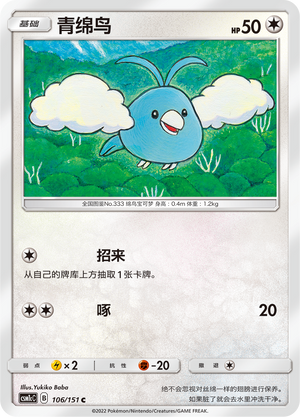 基础 青绵鸟 HP50
全国图鉴No.333 绵鸟宝可梦 身高：0.4m 体重：1.2kg
招来
从自己的牌库上方抽取1张卡牌。
啄 20
弱点 ×2 抗性 -20 撤退
Illus.Yukiko Baba
CSM1cC B 106/151 C
绝不会忽视对丝绵一样的翅膀进行保养。
如果脏了就会去水里冲洗干净。
©2022 Pokémon/Nintendo/Creatures/GAME FREAK.